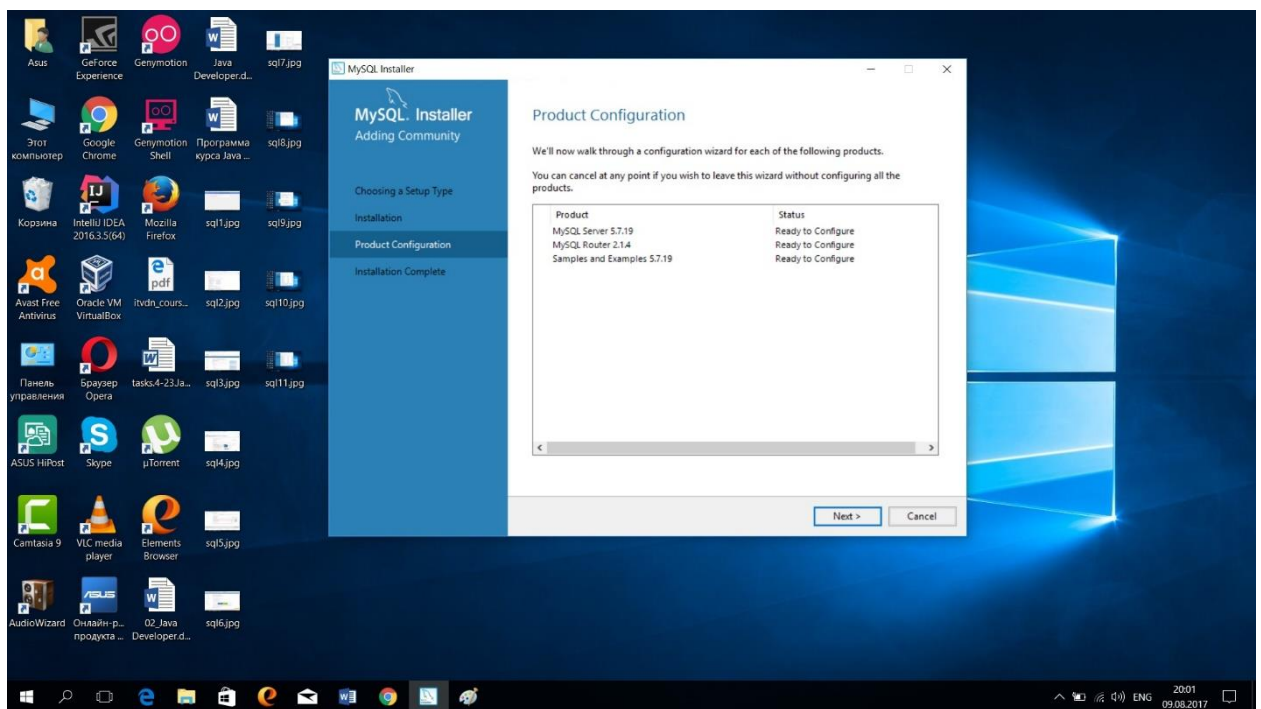 Asus
GeForce
Experience
Genymotion
Java
Developer.d...
sql7.jpg
Этот
компьютер
Google
Chrome
Genymotion
Shell
Программа
курса Java ...
sql8.jpg
Корзина
IntelliJ IDEA
2016.3.5(64)
Mozilla
Firefox
sql1.jpg
sql9.jpg
Avast Free
Antivirus
Oracle VM
VirtualBox
pdf
itvdn_cours...
sql2.jpg
sql10.jpg
Панель
управления
Браузер
Opera
tasks.4-23.Ja...
sql3.jpg
sql11.jpg
ASUS HiPost
Skype
µTorrent
sql4.jpg
Camtasia 9
VLC media
player
Elements
Browser
sql5.jpg
AudioWizard
Онлайн-р...
продукта ...
02_Java
Developer.d...
sql6.jpg
MySQL Installer
MySQL. Installer
Adding Community
Choosing a Setup Type
Installation
Product Configuration
Installation Complete
Product Configuration
We'll now walk through a configuration wizard for each of the following products.
You can cancel at any point if you wish to leave this wizard without configuring all the
products.
Product Status
MySQL Server 5.7.19 Ready to Configure
MySQL Router 2.1.4 Ready to Configure
Samples and Examples 5.7.19 Ready to Configure
Next > Cancel
ENG
20:01
09.08.2017